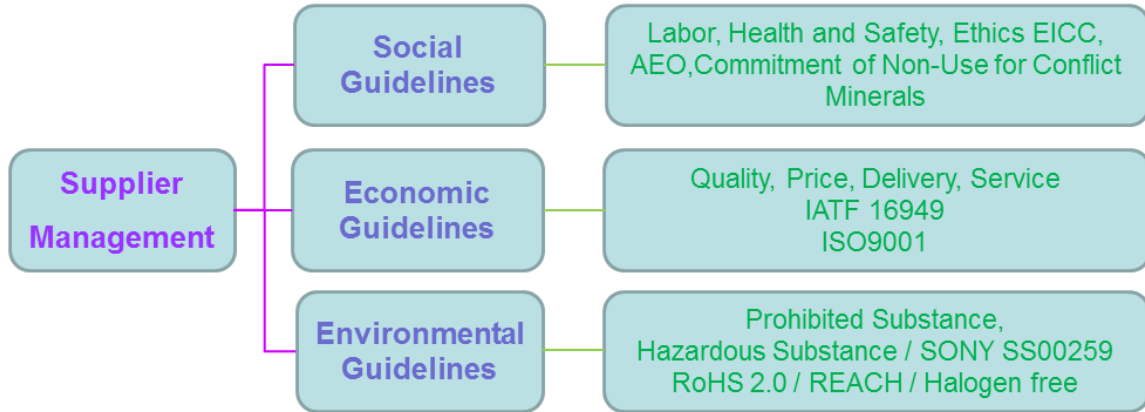 Supplier
Management
Social
Guidelines
Labor, Health and Safety, Ethics EICC,
AEO,Commitment of Non-Use for Conflict
Minerals
Economic
Guidelines
Quality, Price, Delivery, Service
IATF 16949
ISO9001
Environmental
Guidelines
Prohibited Substance,
Hazardous Substance / SONY SS00259
RoHS 2.0 / REACH / Halogen free